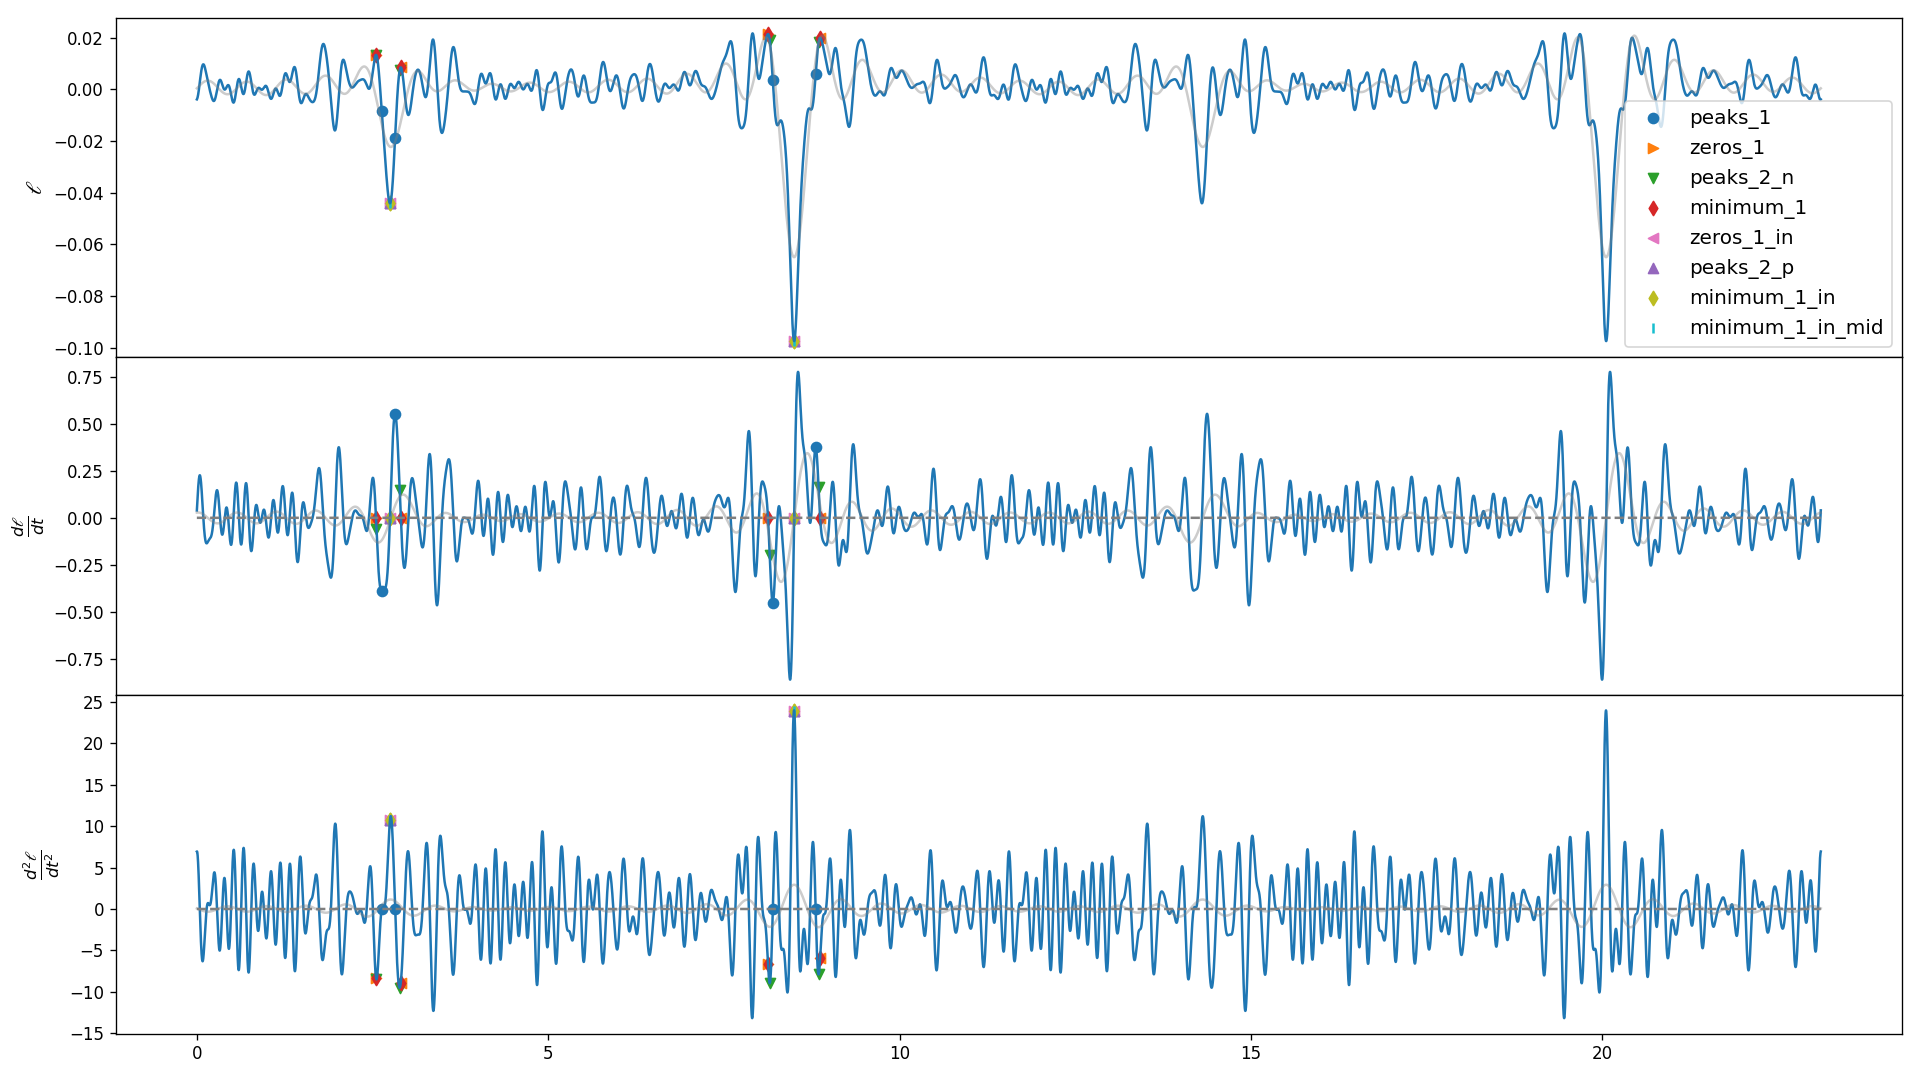 0.02
0.00
−0.02
−0.04
−0.06
−0.08
−0.10
ℓ
peaks_1
zeros_1
peaks_2_n
minimum_1
zeros_1_in
peaks_2_p
minimum_1_in
minimum_1_in_mid
0.75
0.50
0.25
0.00
−0.25
−0.50
−0.75
dℓ
dt
25
20
15
10
5
0
−5
−10
−15
d²ℓ
dt²
0 5 10 15 20